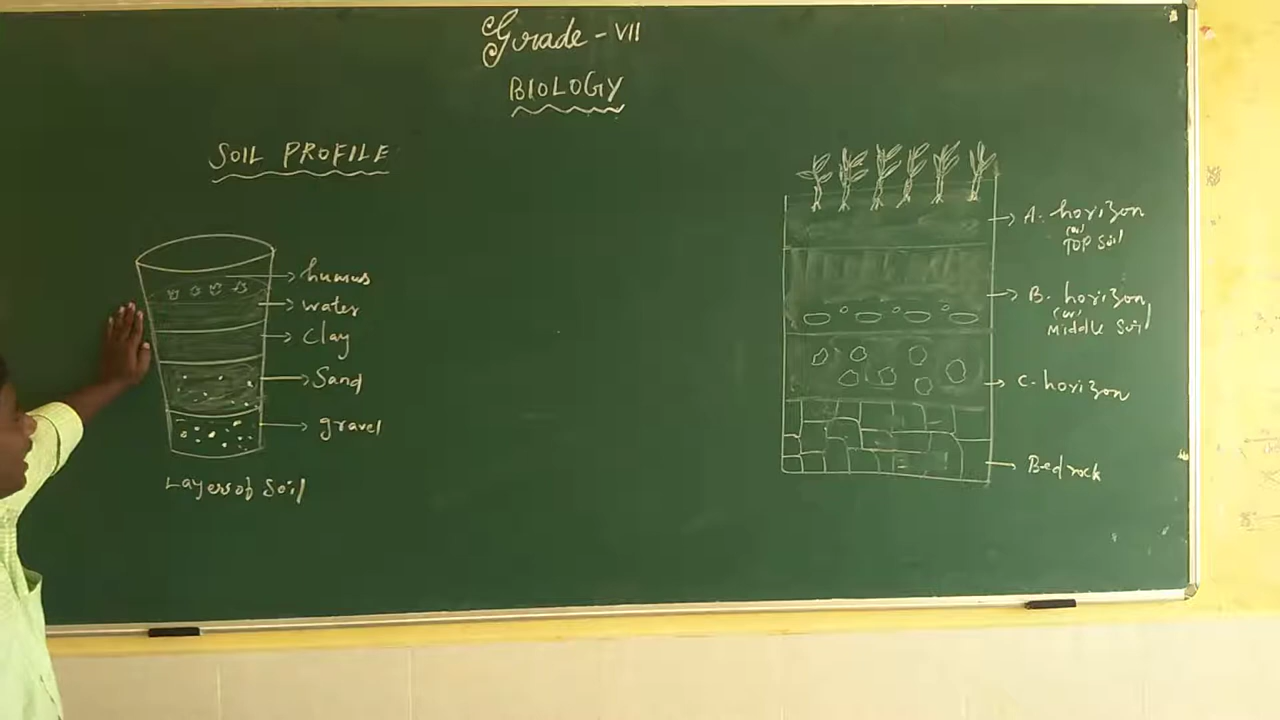 Grade - VII
BIOLOGY
SOIL PROFILE
humus
water
Clay
Sand
gravel
Layers of Soil
A. horizon
(or)
TOP Soil
B. horizon
(or)
Middle Soil
C. horizon
Bedrock